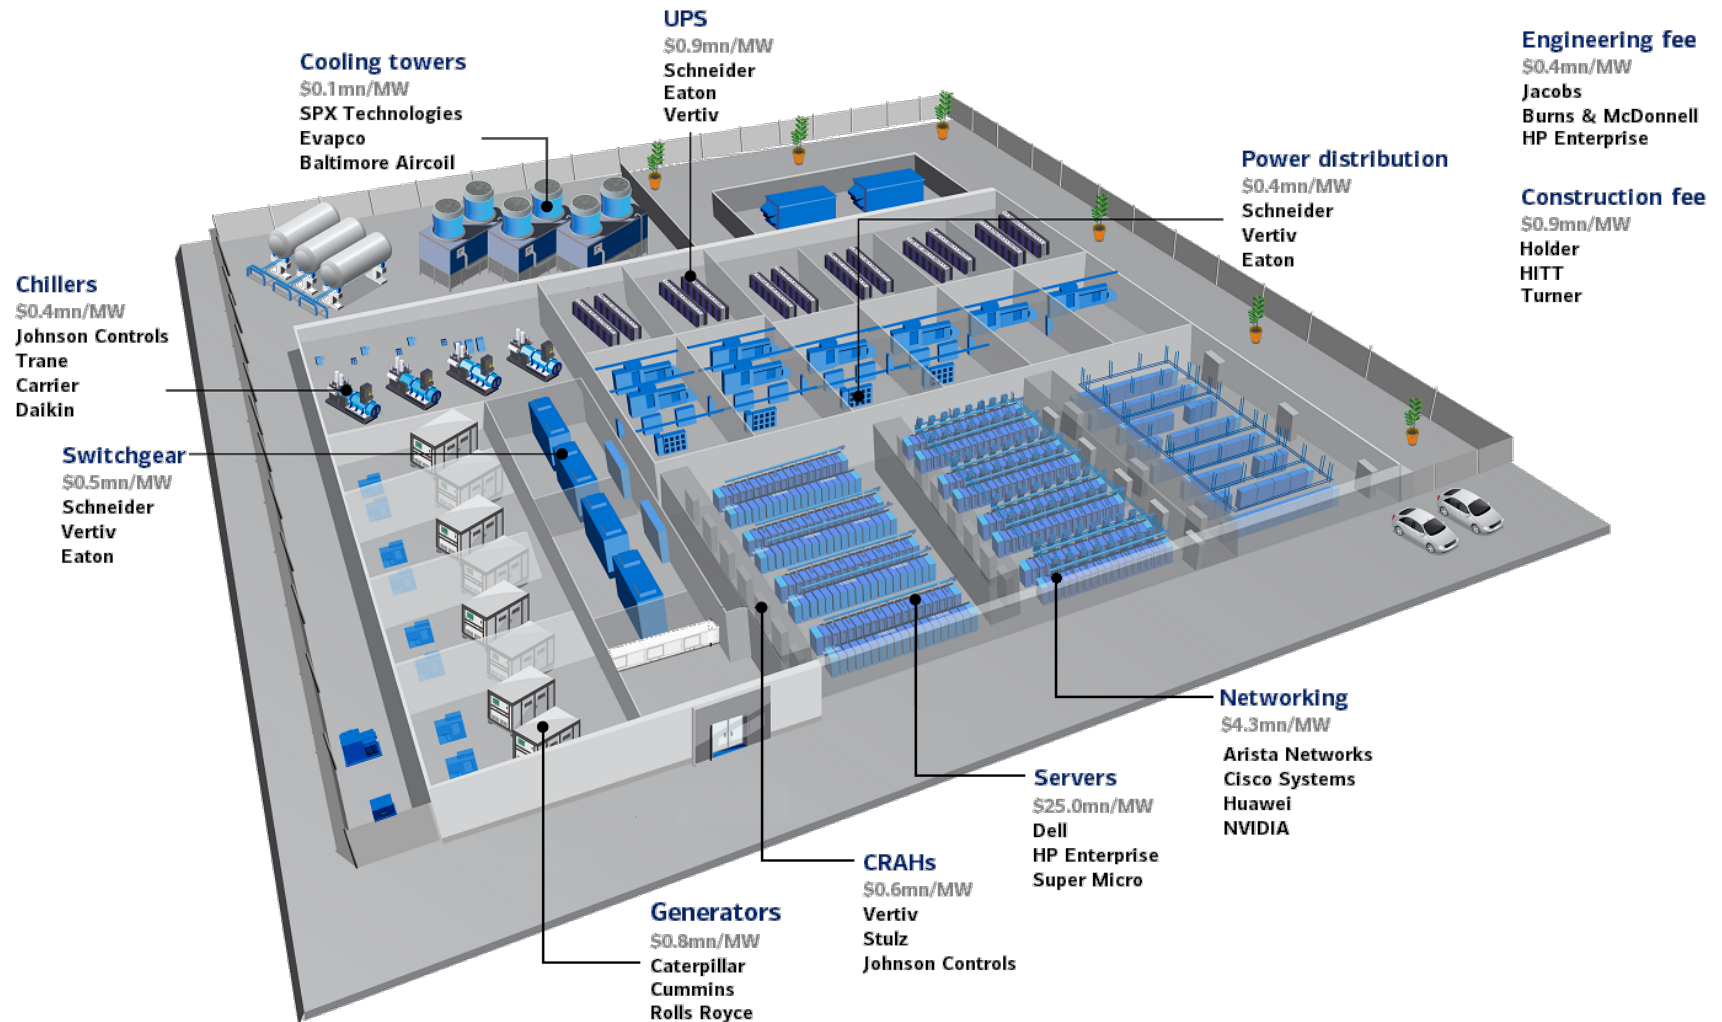 UPS
$0.9mn/MW
Schneider
Eaton
Vertiv
Engineering fee
$0.4mn/MW
Jacobs
Burns & McDonnell
HP Enterprise
Cooling towers
$0.1mn/MW
SPX Technologies
Evapco
Baltimore Aircoil
Power distribution
$0.4mn/MW
Schneider
Vertiv
Eaton
Construction fee
$0.9mn/MW
Holder
HITT
Turner
Chillers
$0.4mn/MW
Johnson Controls
Trane
Carrier
Daikin
Switchgear
$0.5mn/MW
Schneider
Vertiv
Eaton
Networking
$4.3mn/MW
Arista Networks
Cisco Systems
Huawei
NVIDIA
Servers
$25.0mn/MW
Dell
HP Enterprise
Super Micro
CRAHs
$0.6mn/MW
Vertiv
Stulz
Johnson Controls
Generators
$0.8mn/MW
Caterpillar
Cummins
Rolls Royce